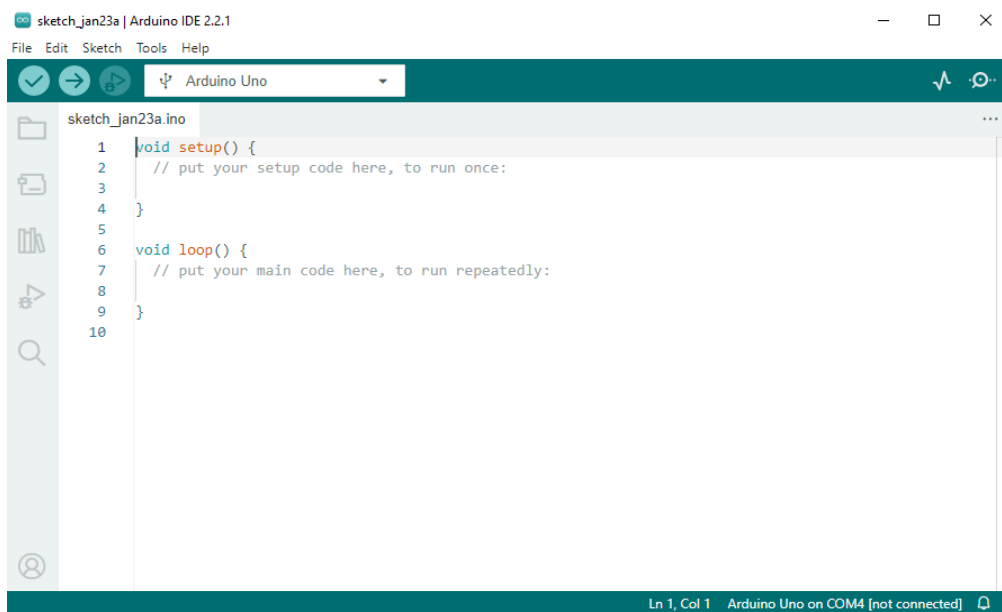 sketch_jan23a | Arduino IDE 2.2.1
File Edit Sketch Tools Help
Arduino Uno
sketch_jan23a.ino
1 void setup() {
2 // put your setup code here, to run once:
3
4 }
5
6 void loop() {
7 // put your main code here, to run repeatedly:
8
9 }
10
Ln 1, Col 1 Arduino Uno on COM4 [not connected]